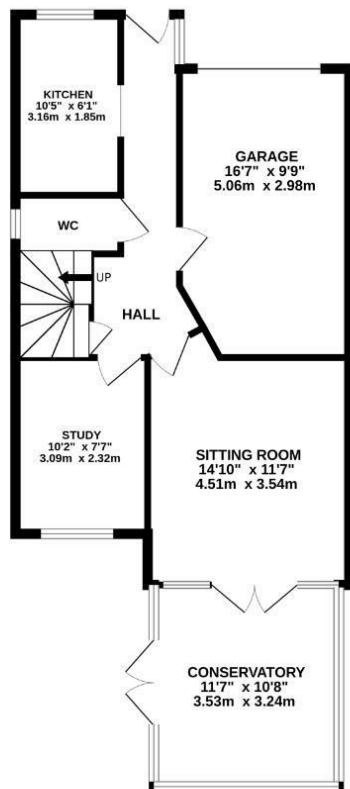 KITCHEN
10'5" x 6'1"
3.16m x 1.85m
GARAGE
16'7" x 9'9"
5.06m x 2.98m
WC
UP
HALL
STUDY
10'2" x 7'7"
3.09m x 2.32m
SITTING ROOM
14'10" x 11'7"
4.51m x 3.54m
CONSERVATORY
11'7" x 10'8"
3.53m x 3.24m